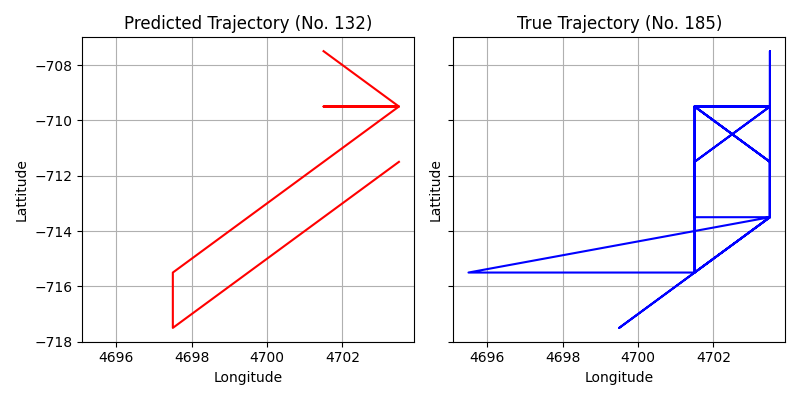 Predicted Trajectory (No. 132)
True Trajectory (No. 185)
−708
−710
−712
−714
−716
−718
Lattitude
Lattitude
4696 4698 4700 4702
4696 4698 4700 4702
Longitude
Longitude